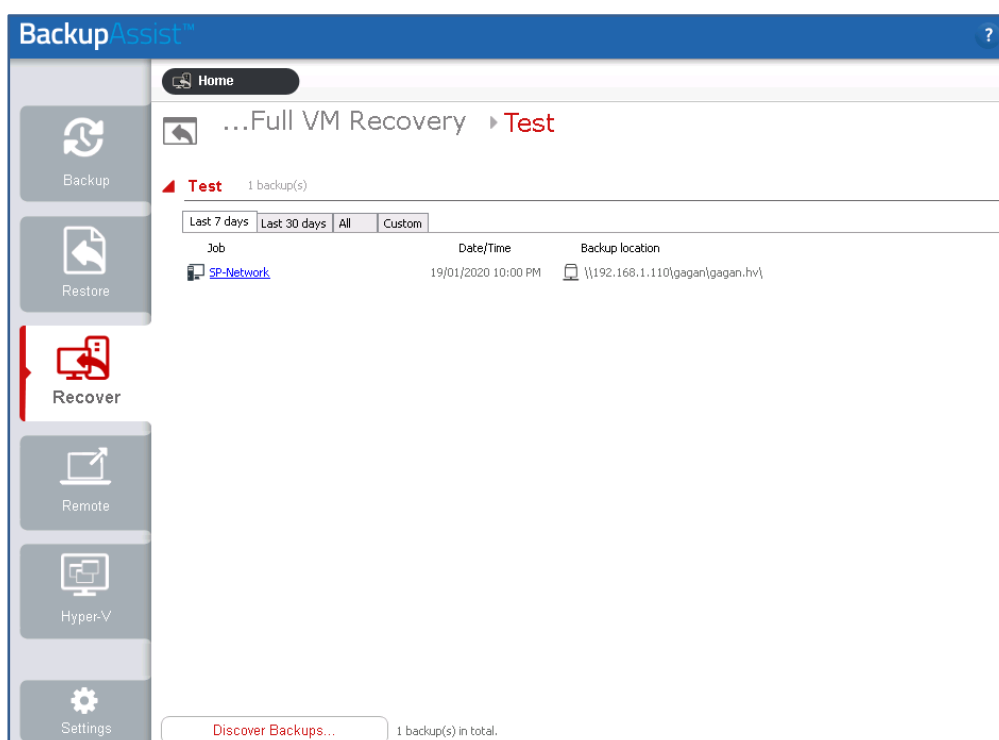 BackupAssist™
?
Home
...Full VM Recovery Test
Test 1 backup(s)
Last 7 days Last 30 days All Custom
Job Date/Time Backup location
SP-Network 19/01/2020 10:00 PM \\192.168.1.110\gagan\gagan.hv\
Backup
Restore
Recover
Remote
Hyper-V
Settings
Discover Backups... 1 backup(s) in total.